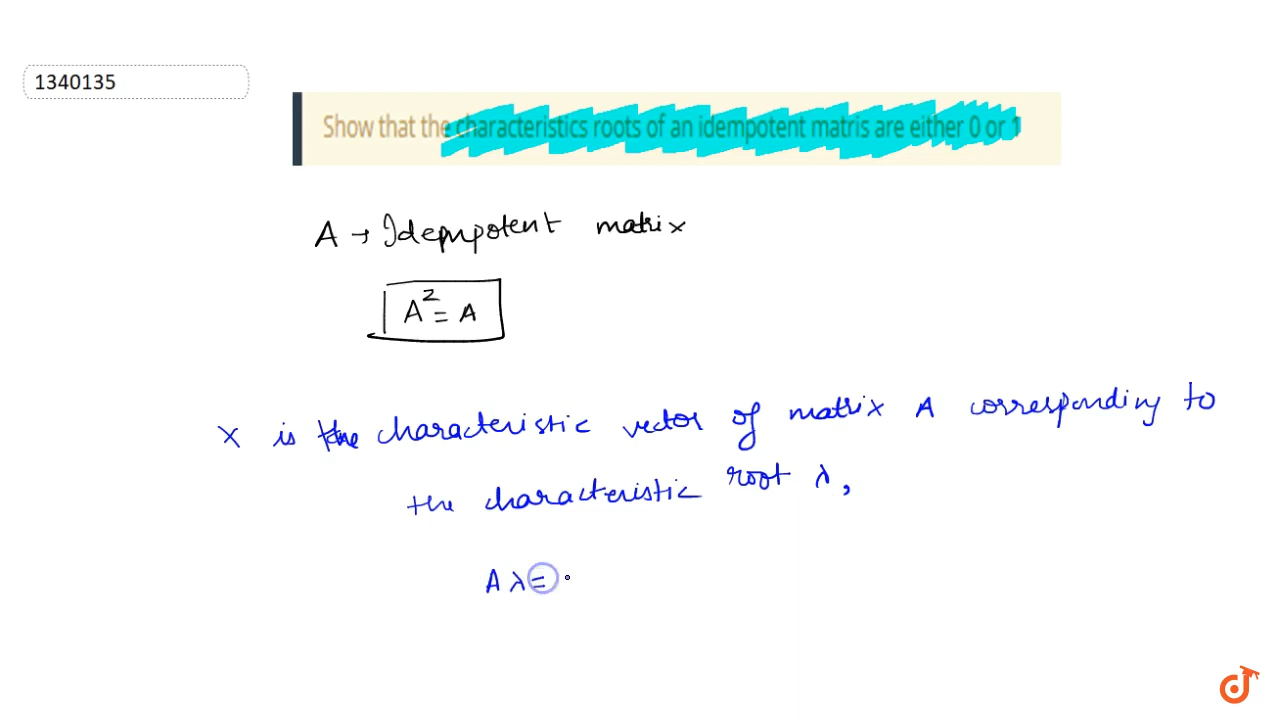 1340135
Show that the characteristics roots of an idempotent matris are either 0 or 1
A → Idempotent matrix
A² = A
X is the characteristic vector of matrix A corresponding to
the characteristic root λ,
A λ =